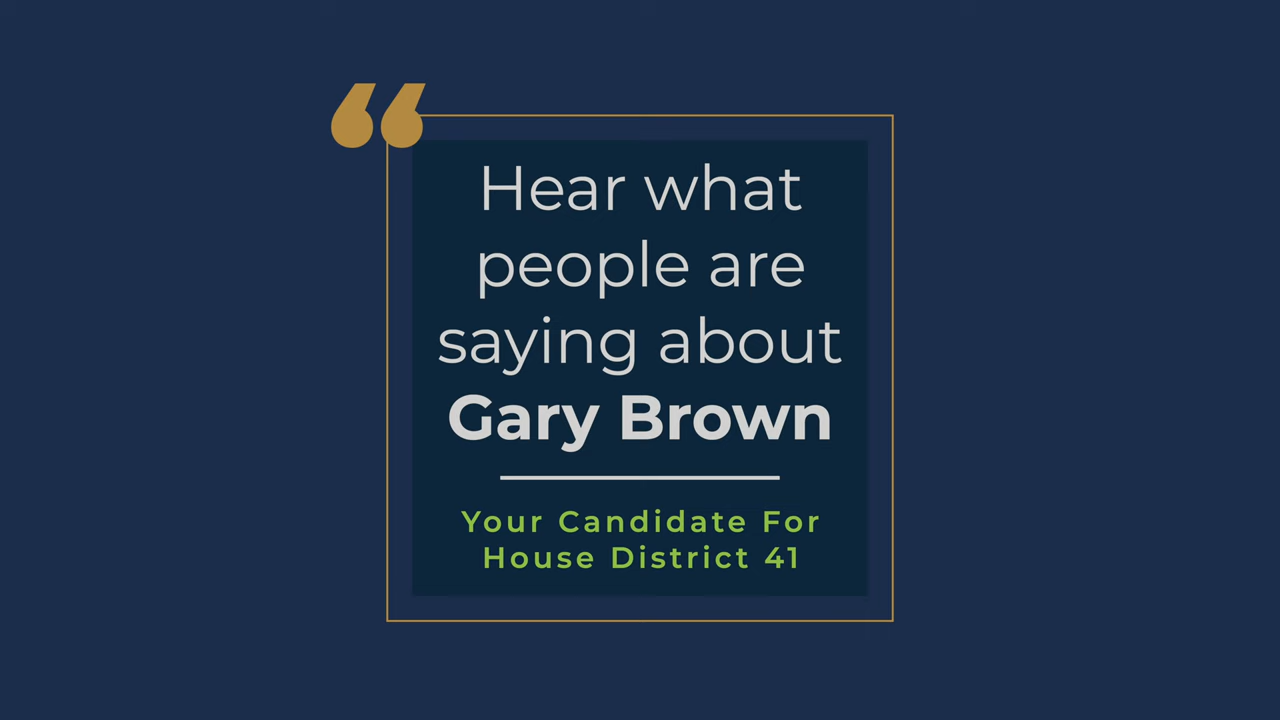 “
Hear what
people are
saying about
Gary Brown
Your Candidate For
House District 41